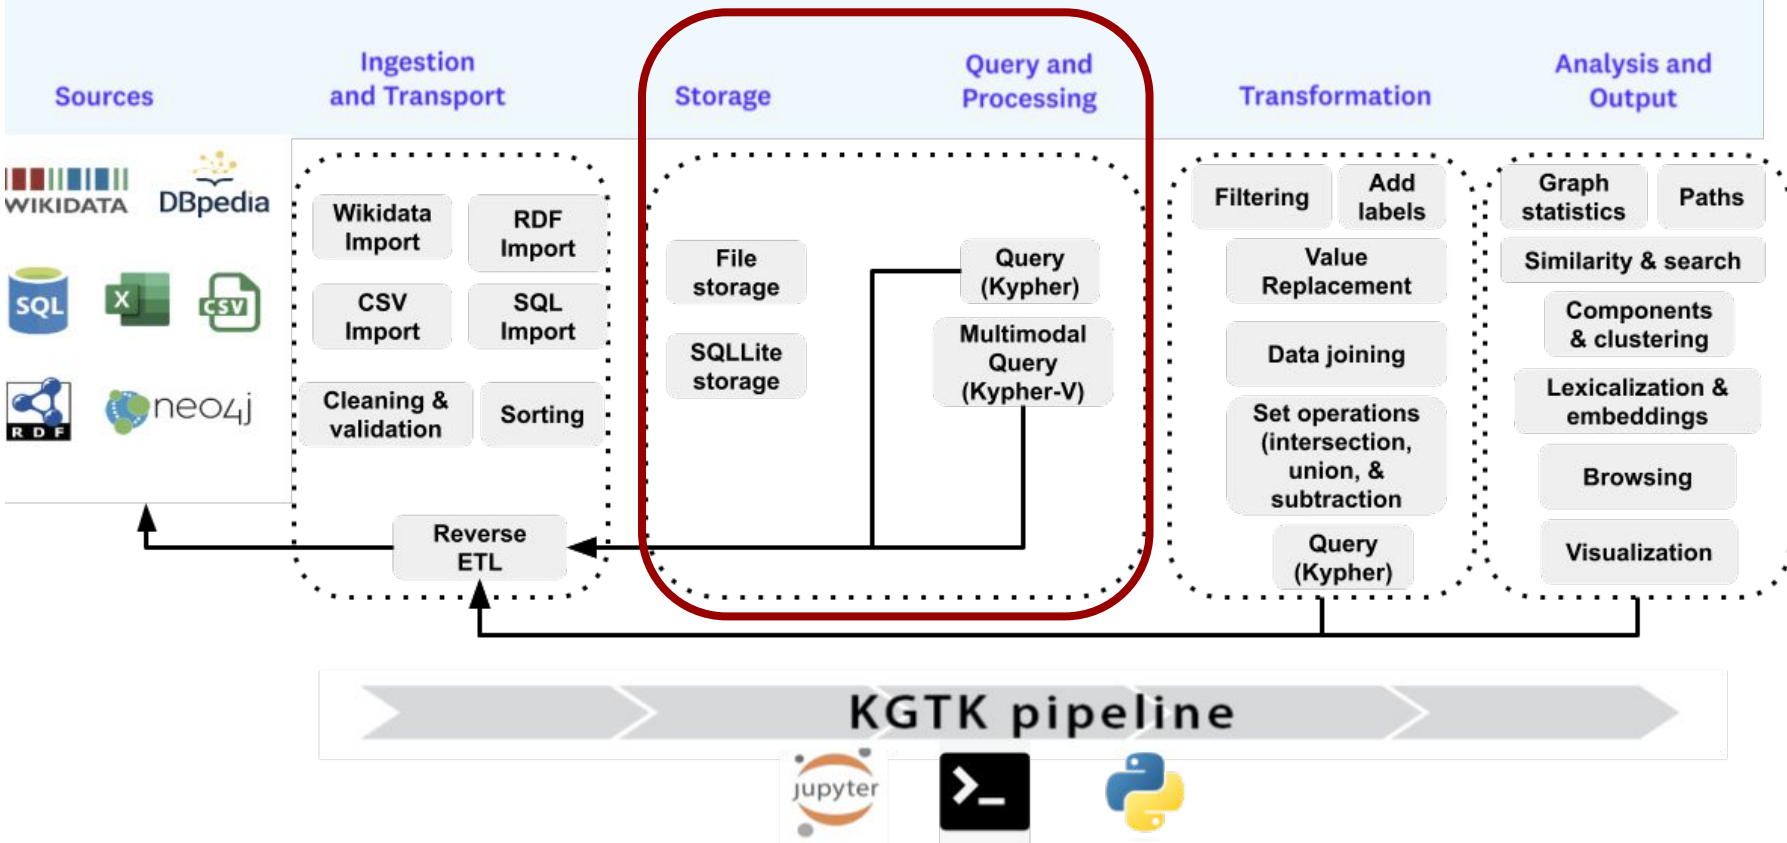 Sources
Ingestion
and Transport
Storage
Query and
Processing
Transformation
Analysis and
Output
WIKIDATA
DBpedia
SQL
X
CSV
RDF
neo4j
Wikidata
Import
RDF
Import
CSV
Import
SQL
Import
Cleaning &
validation
Sorting
Reverse
ETL
File
storage
SQLLite
storage
Query
(Kypher)
Multimodal
Query
(Kypher-V)
Filtering
Add
labels
Value
Replacement
Data joining
Set operations
(intersection,
union, &
subtraction
Query
(Kypher)
Graph
statistics
Paths
Similarity & search
Components
& clustering
Lexicalization &
embeddings
Browsing
Visualization
KGTK pipeline
jupyter
>_